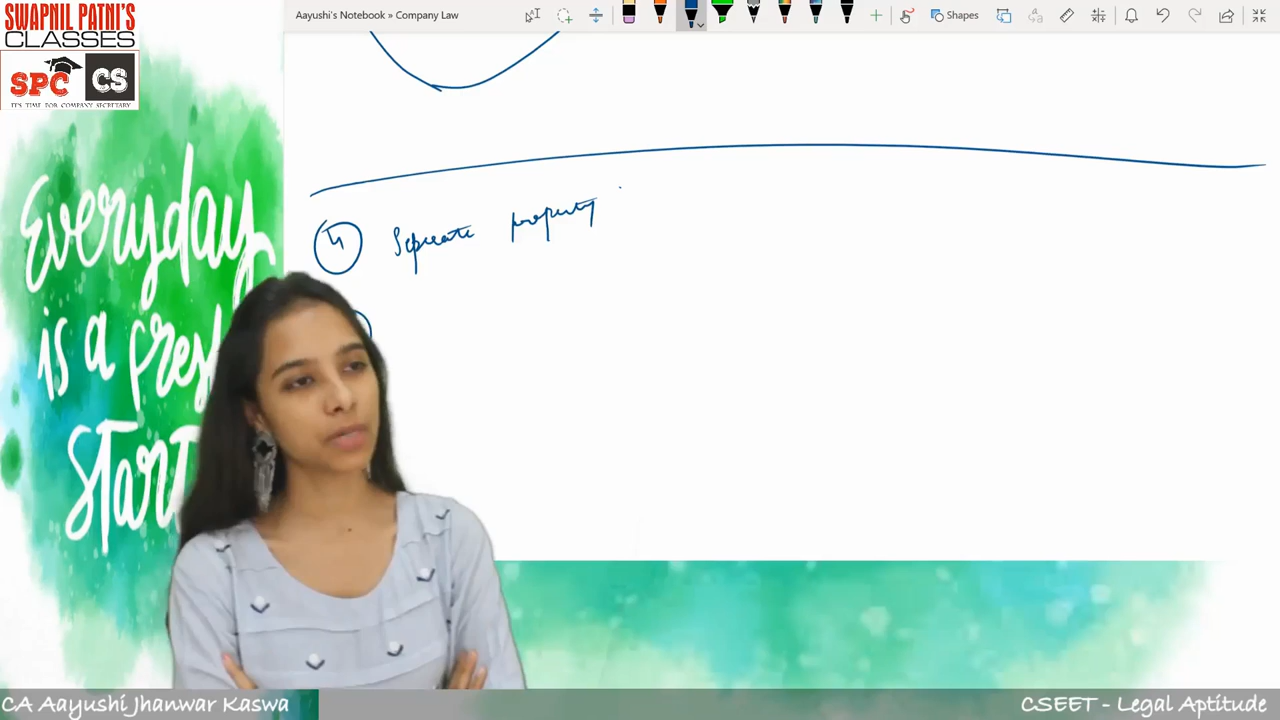 SWAPNIL PATNI'S
CLASSES
SPC CS
IT'S TIME FOR COMPANY SECRETARY
Aayushi's Notebook » Company Law
Shapes
4 Separate property
Everyday
is a fres
Start
CA Aayushi Jhanwar Kaswa
CSEET - Legal Aptitude